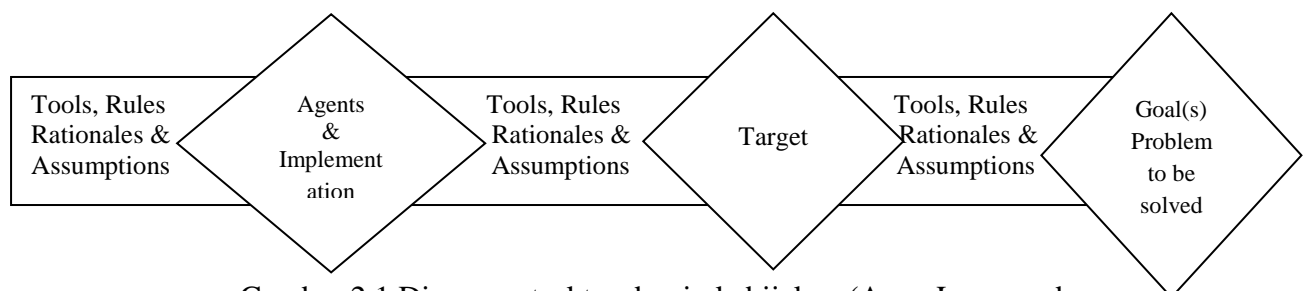 Tools, Rules
Rationales &
Assumptions
Agents
&
Implement
ation
Tools, Rules
Rationales &
Assumptions
Target
Tools, Rules
Rationales &
Assumptions
Goal(s)
Problem
to be
solved